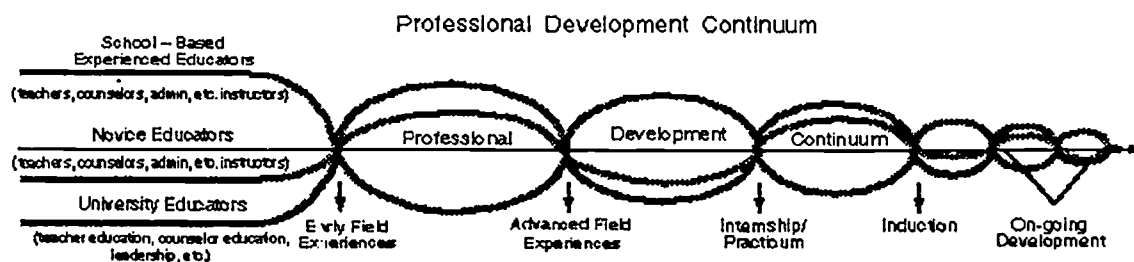 Professional Development Continuum
School – Based
Experienced Educators
(teachers, counselors, admin, etc. instructors)
Novice Educators
(teachers, counselors, admin, etc. instructors)
University Educators
(teacher education, counselor education,
leadership, etc.)
Professional
Development
Continuum
Early Field
Experiences
Advanced Field
Experiences
Internship/
Practicum
Induction
On-going
Development